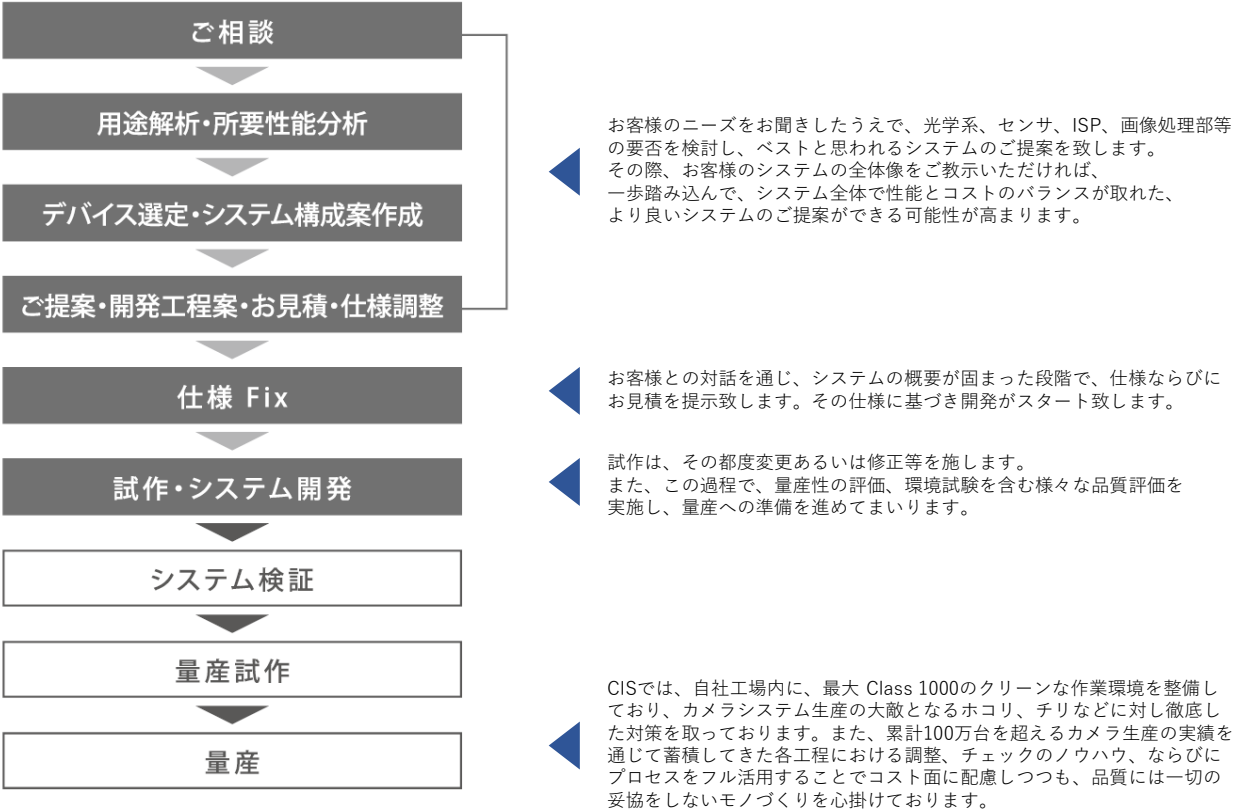 ご相談
用途解析・所要性能分析
お客様のニーズをお聞きしたうえで、光学系、センサ、ISP、画像処理部等
の要否を検討し、ベストと思われるシステムのご提案を致します。
その際、お客様のシステムの全体像をご教示いただければ、
一歩踏み込んで、システム全体で性能とコストのバランスが取れた、
より良いシステムのご提案ができる可能性が高まります。
デバイス選定・システム構成案作成
ご提案・開発工程案・お見積・仕様調整
仕様 Fix
お客様との対話を通じ、システムの概要が固まった段階で、仕様ならびに
お見積を提示致します。その仕様に基づき開発がスタート致します。
試作・システム開発
試作は、その都度変更あるいは修正等を施します。
また、この過程で、量産性の評価、環境試験を含む様々な品質評価を
実施し、量産への準備を進めてまいります。
システム検証
量産試作
量産
CISでは、自社工場内に、最大 Class 1000のクリーンな作業環境を整備し
ており、カメラシステム生産の大敵となるホコリ、チリなどに対し徹底し
た対策を取っております。また、累計100万台を超えるカメラ生産の実績を
通じて蓄積してきた各工程における調整、チェックのノウハウ、ならびに
プロセスをフル活用することでコスト面に配慮しつつも、品質には一切の
妥協をしないモノづくりを心掛けております。